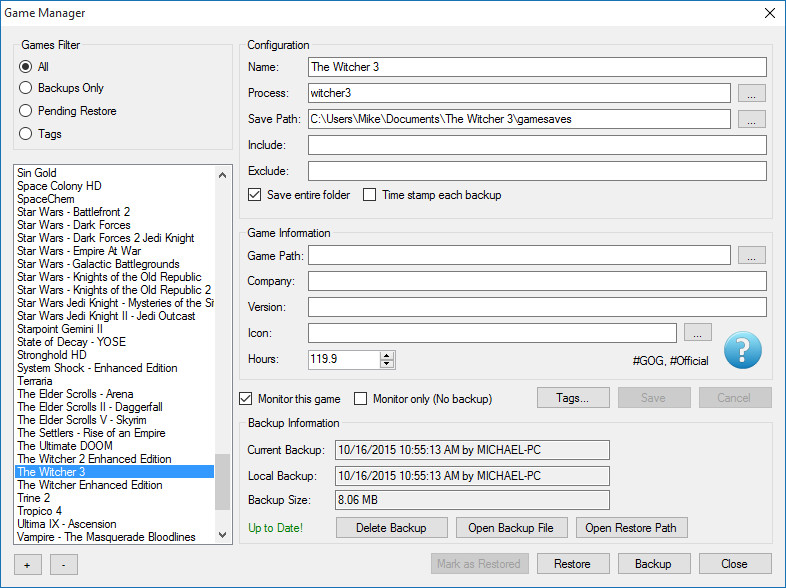 Game Manager
Games Filter
All
Backups Only
Pending Restore
Tags
Sin Gold
Space Colony HD
SpaceChem
Star Wars - Battlefront 2
Star Wars - Dark Forces
Star Wars - Dark Forces 2 Jedi Knight
Star Wars - Empire At War
Star Wars - Galactic Battlegrounds
Star Wars - Knights of the Old Republic
Star Wars - Knights of the Old Republic 2
Star Wars Jedi Knight - Mysteries of the Si
Star Wars Jedi Knight II - Jedi Outcast
Starpoint Gemini II
State of Decay - YOSE
Stronghold HD
System Shock - Enhanced Edition
Terraria
The Elder Scrolls - Arena
The Elder Scrolls II - Daggerfall
The Elder Scrolls V - Skyrim
The Settlers - Rise of an Empire
The Ultimate DOOM
The Witcher 2 Enhanced Edition
The Witcher 3
The Witcher Enhanced Edition
Trine 2
Tropico 4
Ultima IX - Ascension
Vampire - The Masquerade Bloodlines
+ -
Configuration
Name: The Witcher 3
Process: witcher3 ...
Save Path: C:\Users\Mike\Documents\The Witcher 3\gamesaves ...
Include:
Exclude:
Save entire folder Time stamp each backup
Game Information
Game Path: ...
Company:
Version:
Icon: ...
Hours: 119.9
#GOG, #Official
?
Monitor this game Monitor only (No backup) Tags... Save Cancel
Backup Information
Current Backup: 10/16/2015 10:55:13 AM by MICHAEL-PC
Local Backup: 10/16/2015 10:55:13 AM by MICHAEL-PC
Backup Size: 8.06 MB
Up to Date! Delete Backup Open Backup File Open Restore Path
Mark as Restored Restore Backup Close